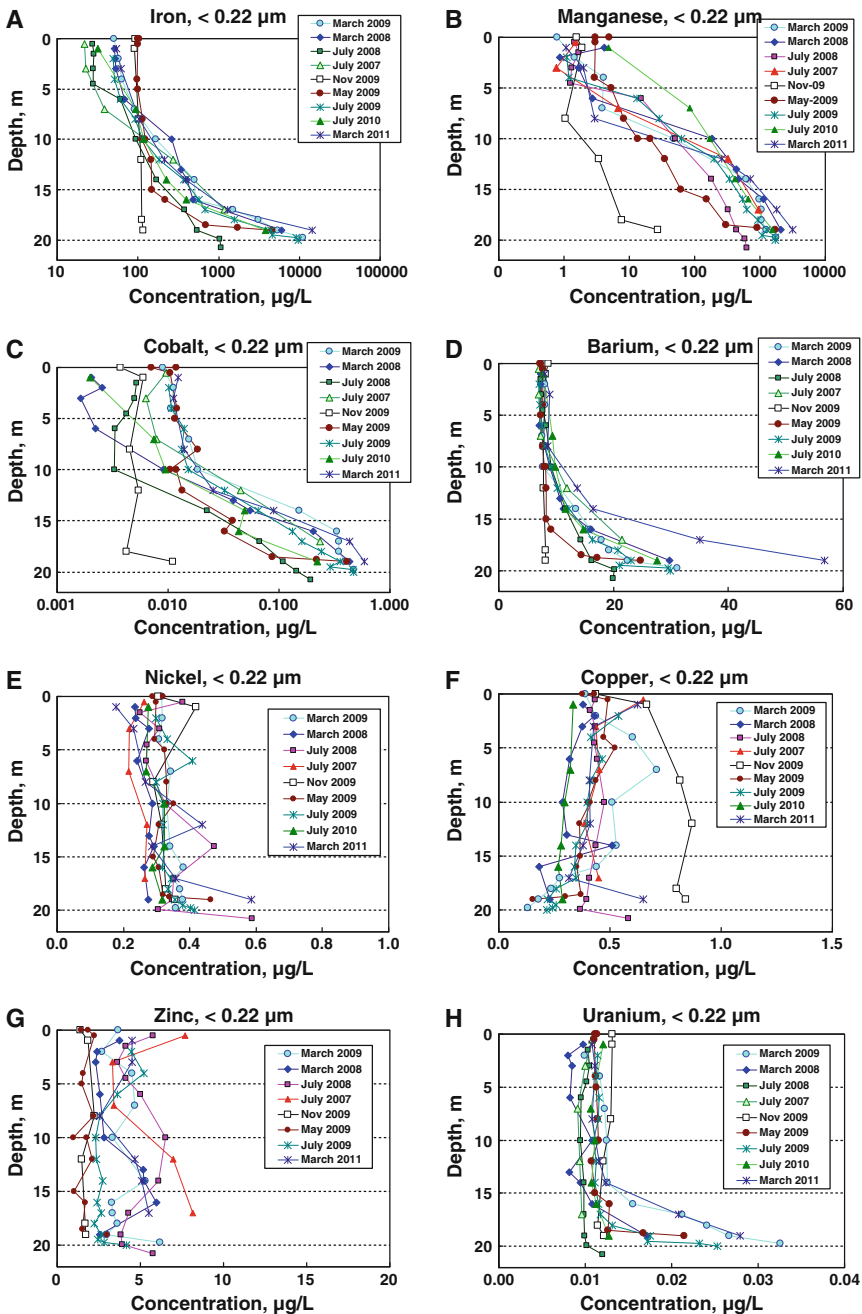 A
Iron, < 0.22 µm
Depth, m
0
5
10
15
20
10
100
1000
10000
100000
Concentration, µg/L
March 2009
March 2008
July 2008
July 2007
Nov 2009
May 2009
July 2009
July 2010
March 2011
B
Manganese, < 0.22 µm
Depth, m
0
5
10
15
20
0
1
10
100
1000
10000
Concentration, µg/L
March 2009
March 2008
July 2008
July 2007
Nov-09
May-2009
July 2009
July 2010
March 2011
C
Cobalt, < 0.22 µm
Depth, m
0
5
10
15
20
0.001
0.010
0.100
1.000
Concentration, µg/L
March 2009
March 2008
July 2008
July 2007
Nov 2009
May 2009
July 2009
July 2010
March 2011
D
Barium, < 0.22 µm
Depth, m
0
5
10
15
20
0
20
40
60
Concentration, µg/L
March 2009
March 2008
July 2008
July 2007
Nov 2009
May 2009
July 2009
July 2010
March 2011
E
Nickel, < 0.22 µm
Depth, m
0
5
10
15
20
0.0
0.2
0.4
0.6
0.8
1.0
Concentration, µg/L
March 2009
March 2008
July 2008
July 2007
Nov 2009
May 2009
July 2009
July 2010
March 2011
F
Copper, < 0.22 µm
Depth, m
0
5
10
15
20
0.0
0.5
1.0
1.5
Concentration, µg/L
March 2009
March 2008
July 2008
July 2007
Nov 2009
May 2009
July 2009
July 2010
March 2011
G
Zinc, < 0.22 µm
Depth, m
0
5
10
15
20
0
5
10
15
20
Concentration, µg/L
March 2009
March 2008
July 2008
July 2007
Nov 2009
May 2009
July 2009
March 2011
H
Uranium, < 0.22 µm
Depth, m
0
5
10
15
20
0.00
0.01
0.02
0.03
0.04
Concentration, µg/L
March 2009
March 2008
July 2008
July 2007
Nov 2009
May 2009
July 2009
July 2010
March 2011